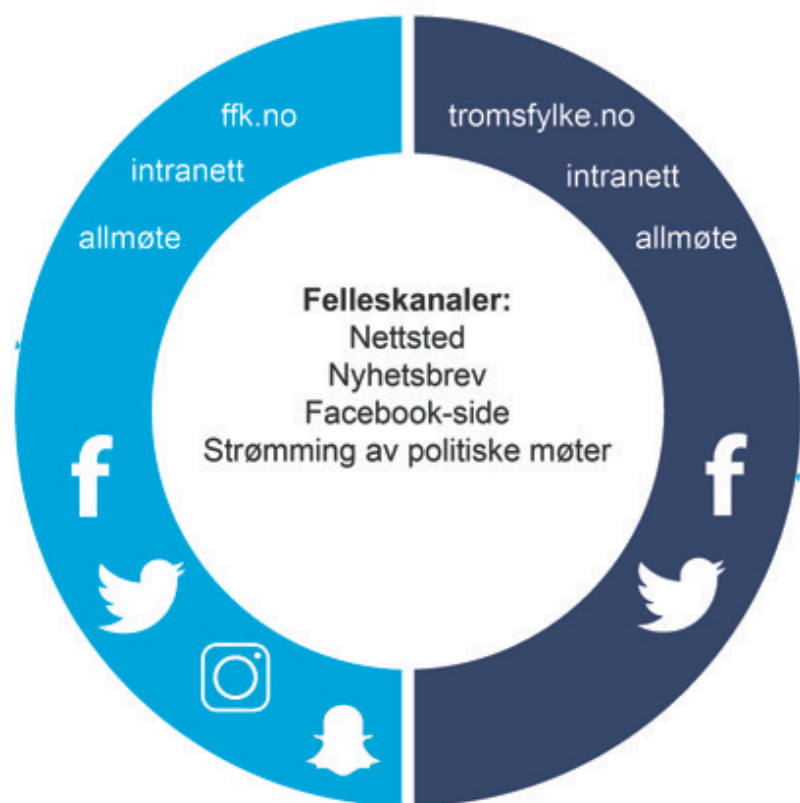 ffk.no
intranett
allmøte
tromsfylke.no
intranett
allmøte
Felleskanaler:
Nettsted
Nyhetsbrev
Facebook-side
Strømming av politiske møter